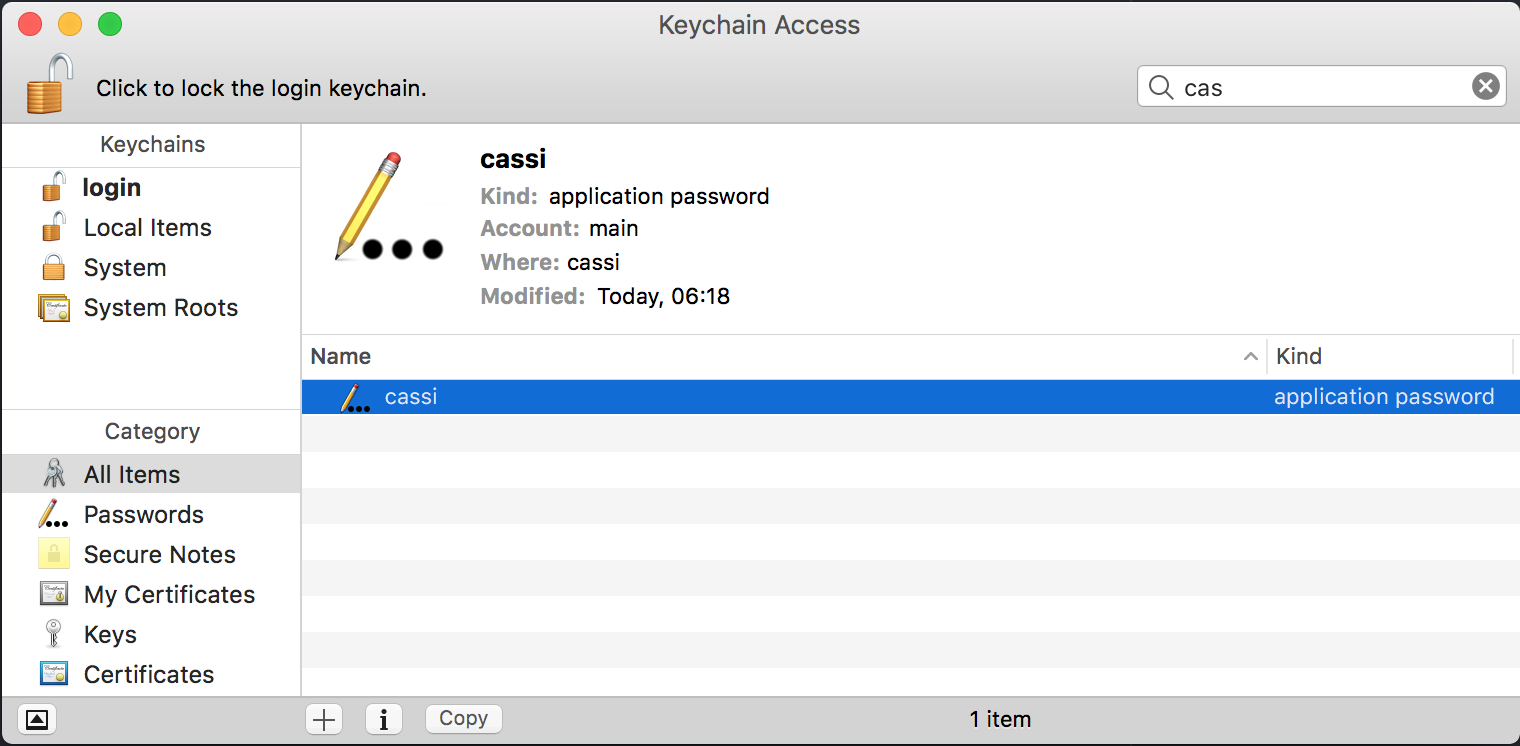 Keychain Access
Click to lock the login keychain.
cas
Keychains
login
Local Items
System
System Roots
Category
All Items
Passwords
Secure Notes
My Certificates
Keys
Certificates
cassi
Kind: application password
Account: main
Where: cassi
Modified: Today, 06:18
Name Kind
cassi application password
Copy
1 item